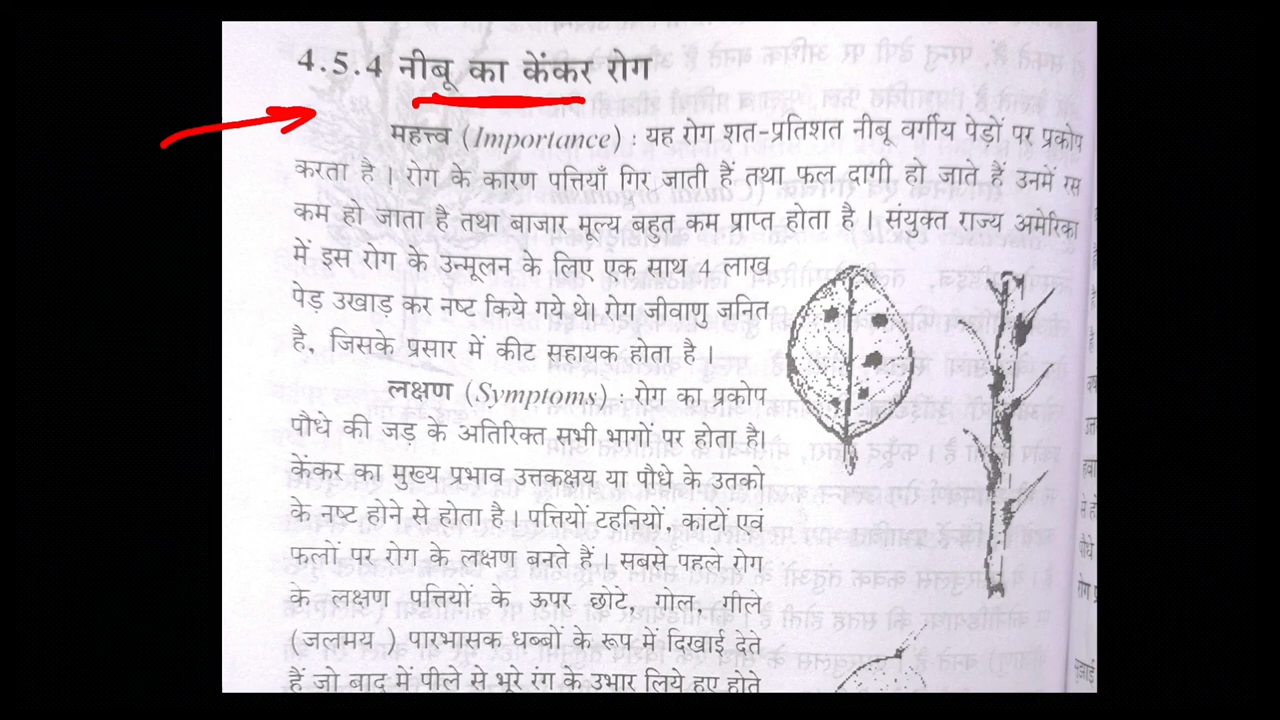 4.5.4 नीबू का केंकर रोग
महत्त्व (Importance) : यह रोग शत-प्रतिशत नीबू वर्गीय पेड़ों पर प्रकोप
करता है। रोग के कारण पत्तियाँ गिर जाती हैं तथा फल दागी हो जाते हैं उनमें रस
कम हो जाता है तथा बाजार मूल्य बहुत कम प्राप्त होता है। संयुक्त राज्य अमेरिका
में इस रोग के उन्मूलन के लिए एक साथ 4 लाख
पेड़ उखाड़ कर नष्ट किये गये थे। रोग जीवाणु जनित
है, जिसके प्रसार में कीट सहायक होता है।
लक्षण (Symptoms) : रोग का प्रकोप
पौधे की जड़ के अतिरिक्त सभी भागों पर होता है।
केंकर का मुख्य प्रभाव उत्तकक्षय या पौधे के उतको
के नष्ट होने से होता है। पत्तियों टहनियों, कांटों एवं
फलों पर रोग के लक्षण बनते हैं। सबसे पहले रोग
के लक्षण पत्तियों के ऊपर छोटे, गोल, गीले
(जलमय ) पारभासक धब्बों के रूप में दिखाई देते
हैं जो बाद में पीले से भूरे रंग के उभार लिये हुए होते